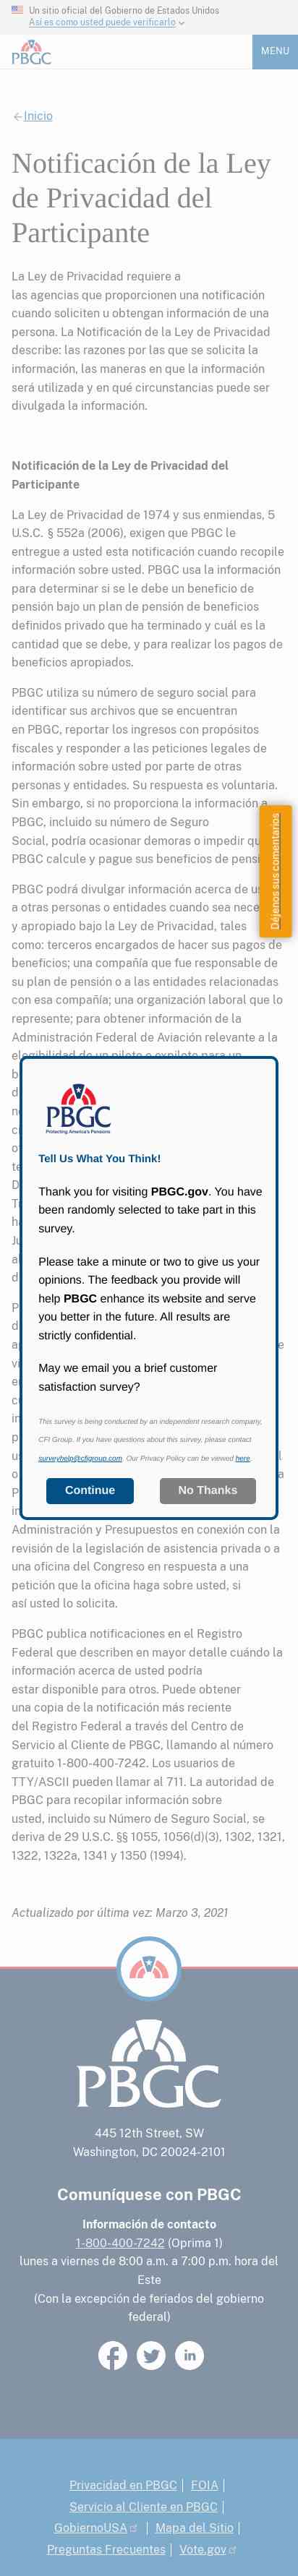 Un sitio oficial del Gobierno de Estados Unidos
Así es como usted puede verificarlo
PBGC
MENU
Inicio
Notificación de la Ley
de Privacidad del
Participante
La Ley de Privacidad requiere a
las agencias que proporcionen una notificación
cuando soliciten u obtengan información de una
persona. La Notificación de la Ley de Privacidad
describe: las razones por las que se solicita la
información, las maneras en que la información
será utilizada y en qué circunstancias puede ser
divulgada la información.
Notificación de la Ley de Privacidad del
Participante
La Ley de Privacidad de 1974 y sus enmiendas, 5
U.S.C. § 552a (2006), exigen que PBGC le
entregue a usted esta notificación cuando recopile
información sobre usted. PBGC usa la información
para determinar si se le debe un beneficio de
pensión bajo un plan de pensión de beneficios
definidos privado que ha terminado y cuál es la
cantidad que se debe, y para realizar los pagos de
beneficios apropiados.
PBGC utiliza su número de seguro social para
identificar sus archivos que se encuentran
en PBGC, reportar los ingresos con propósitos
fiscales y responder a las peticiones legales de
información sobre usted por parte de otras
personas y entidades. Su respuesta es voluntaria.
Sin embargo, si no proporciona la información a
PBGC, incluido su número de Seguro
Social, podría ocasionar demoras o impedir que
PBGC calcule y pague sus beneficios de pensi
Déjenos sus comentarios
PBGC podrá divulgar información acerca de us
a otras personas o entidades cuando sea nece
y apropiado bajo la Ley de Privacidad, tales
como: terceros encargados de hacer sus pagos de
beneficios; una compañía que fue responsable de
su plan de pensión o a las entidades relacionadas
con esa compañía; una organización laboral que lo
represente; para obtener información de la
Administración Federal de Aviación relevante a la
elegibilidad de un piloto o expiloto para un
PBGC
Protecting America's Pensions
Tell Us What You Think!
Thank you for visiting PBGC.gov. You have
been randomly selected to take part in this
survey.
Please take a minute or two to give us your
opinions. The feedback you provide will
help PBGC enhance its website and serve
you better in the future. All results are
strictly confidential.
May we email you a brief customer
satisfaction survey?
This survey is being conducted by an independent research company,
CFI Group. If you have questions about this survey, please contact
surveyhelp@cfigroup.com. Our Privacy Policy can be viewed here.
Continue No Thanks
Administración y Presupuestos en conexión con la
revisión de la legislación de asistencia privada o a
una oficina del Congreso en respuesta a una
petición que la oficina haga sobre usted, si
así usted lo solicita.
PBGC publica notificaciones en el Registro
Federal que describen en mayor detalle cuándo la
información acerca de usted podría
estar disponible para otros. Puede obtener
una copia de la notificación más reciente
del Registro Federal a través del Centro de
Servicio al Cliente de PBGC, llamando al número
gratuito 1-800-400-7242. Los usuarios de
TTY/ASCII pueden llamar al 711. La autoridad de
PBGC para recopilar información sobre
usted, incluido su Número de Seguro Social, se
deriva de 29 U.S.C. §§ 1055, 1056(d)(3), 1302, 1321,
1322, 1322a, 1341 y 1350 (1994).
Actualizado por última vez: Marzo 3, 2021
PBGC
445 12th Street, SW
Washington, DC 20024-2101
Comuníquese con PBGC
Información de contacto
1-800-400-7242 (Oprima 1)
lunes a viernes de 8:00 a.m. a 7:00 p.m. hora del
Este
(Con la excepción de feriados del gobierno
federal)
Privacidad en PBGC | FOIA |
Servicio al Cliente en PBGC |
GobiernoUSA | Mapa del Sitio |
Preguntas Frecuentes | Vote.gov